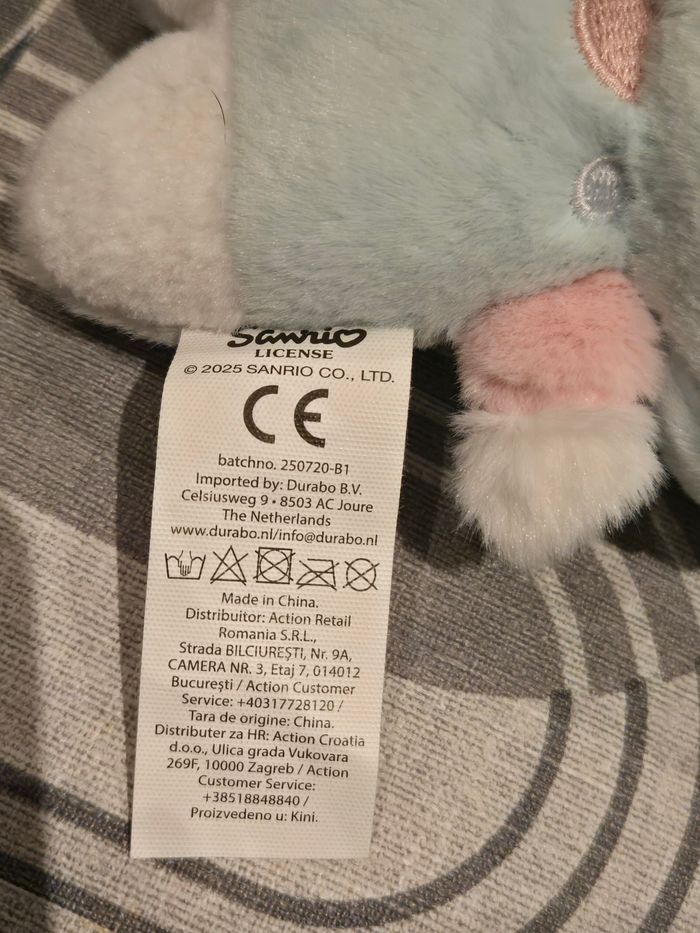 Sanrio
LICENSE
© 2025 SANRIO CO., LTD.
CE
batchno. 250720-B1
Imported by: Durabo B.V.
Celsiusweg 9 • 8503 AC Joure
The Netherlands
www.durabo.nl/info@durabo.nl
Made in China.
Distribuitor: Action Retail
Romania S.R.L.,
Strada BILCIUREȘTI, Nr. 9A,
CAMERA NR. 3, Etaj 7, 014012
București / Action Customer
Service: +40317728120 /
Tara de origine: China.
Distributer za HR: Action Croatia
d.o.o., Ulica grada Vukovara
269F, 10000 Zagreb / Action
Customer Service:
+38518848840 /
Proizvedeno u: Kini.